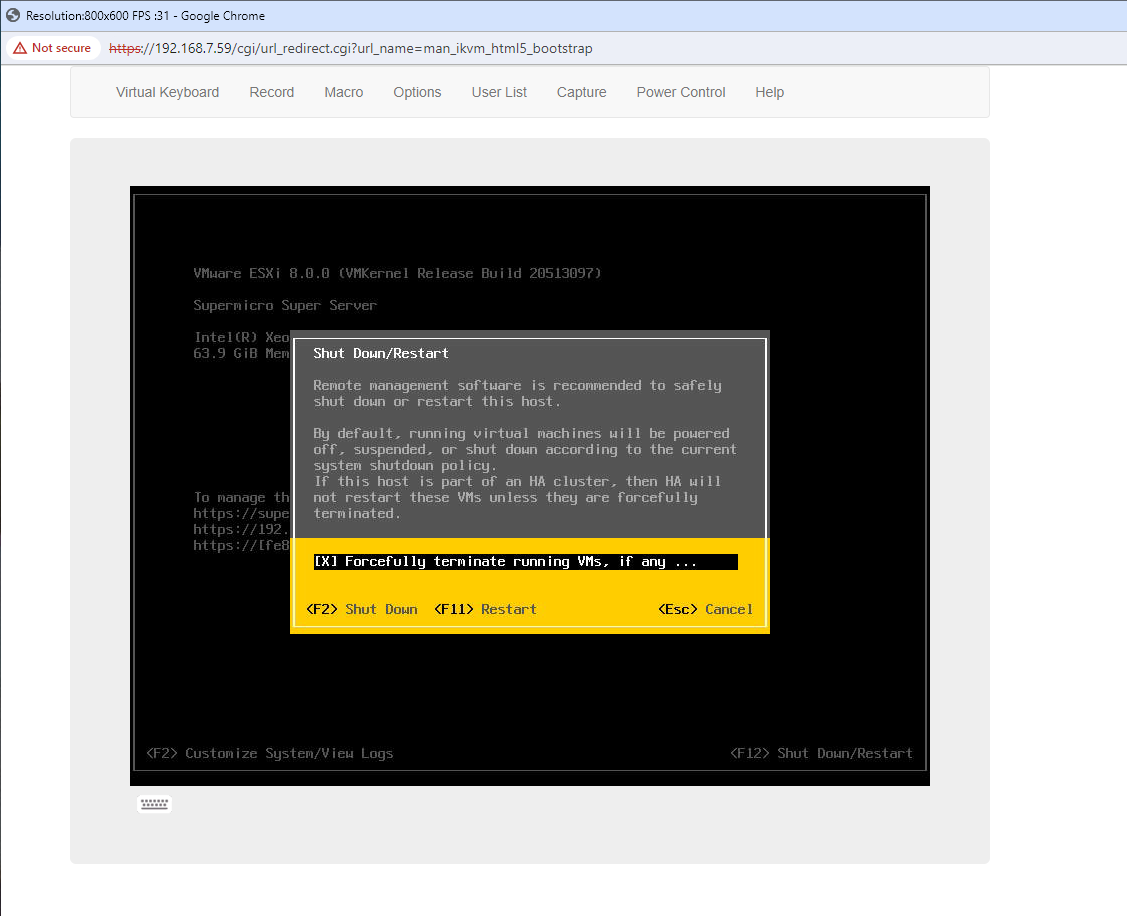 Resolution:800x600 FPS :31 - Google Chrome
Not secure https://192.168.7.59/cgi/url_redirect.cgi?url_name=man_ikvm_html5_bootstrap
Virtual Keyboard Record Macro Options User List Capture Power Control Help
VMware ESXi 8.0.0 (VMKernel Release Build 20513097)
Supermicro Super Server
Intel(R) Xeo
63.9 GiB Mem
Shut Down/Restart
Remote management software is recommended to safely
shut down or restart this host.
By default, running virtual machines will be powered
off, suspended, or shut down according to the current
system shutdown policy.
If this host is part of an HA cluster, then HA will
not restart these VMs unless they are forcefully
terminated.
To manage th
https://supe
https://192.
https://[fe8
[X] Forcefully terminate running VMs, if any ...
<F2> Shut Down <F11> Restart <Esc> Cancel
<F2> Customize System/View Logs <F12> Shut Down/Restart